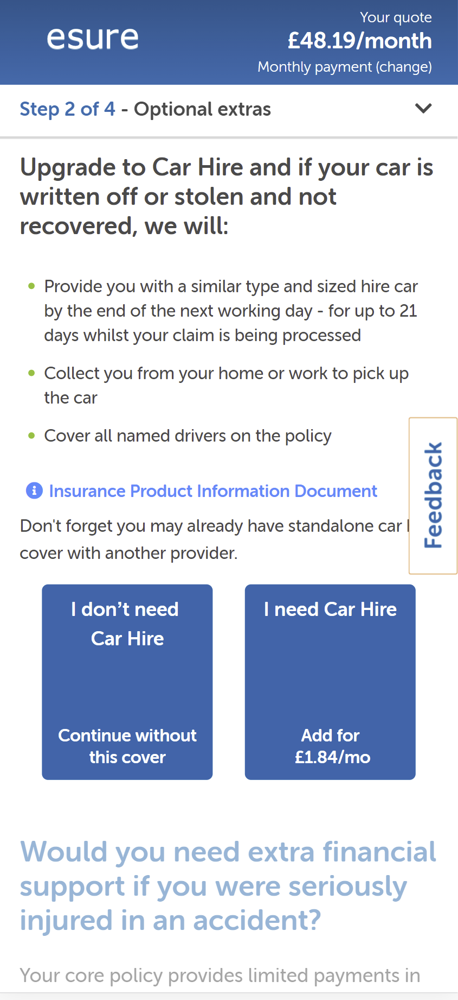 esure
Your quote
£48.19/month
Monthly payment (change)
Step 2 of 4 - Optional extras
Upgrade to Car Hire and if your car is
written off or stolen and not
recovered, we will:
Provide you with a similar type and sized hire car
by the end of the next working day - for up to 21
days whilst your claim is being processed
Collect you from your home or work to pick up
the car
Cover all named drivers on the policy
Feedback
Insurance Product Information Document
Don't forget you may already have standalone car
cover with another provider.
I don’t need
Car Hire
Continue without
this cover
I need Car Hire
Add for
£1.84/mo
Would you need extra financial
support if you were seriously
injured in an accident?
Your core policy provides limited payments in